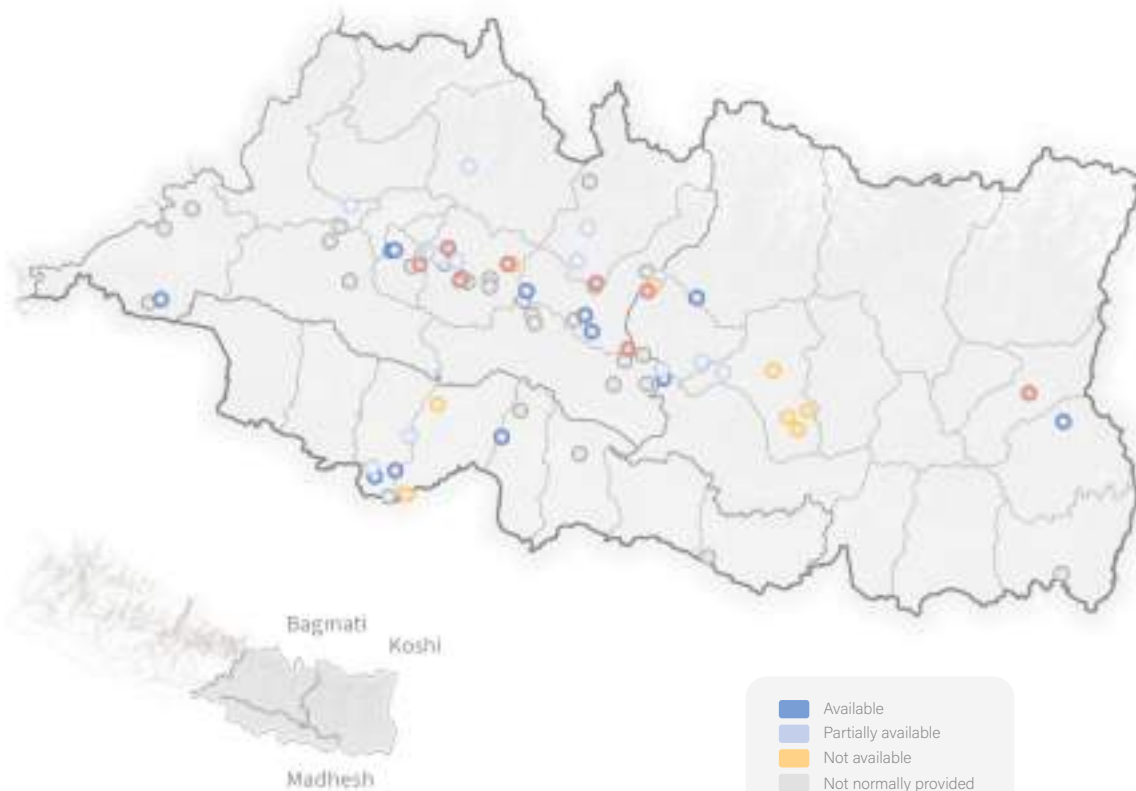 Bagmati
Koshi
Madhesh
Available
Partially available
Not available
Not normally provided